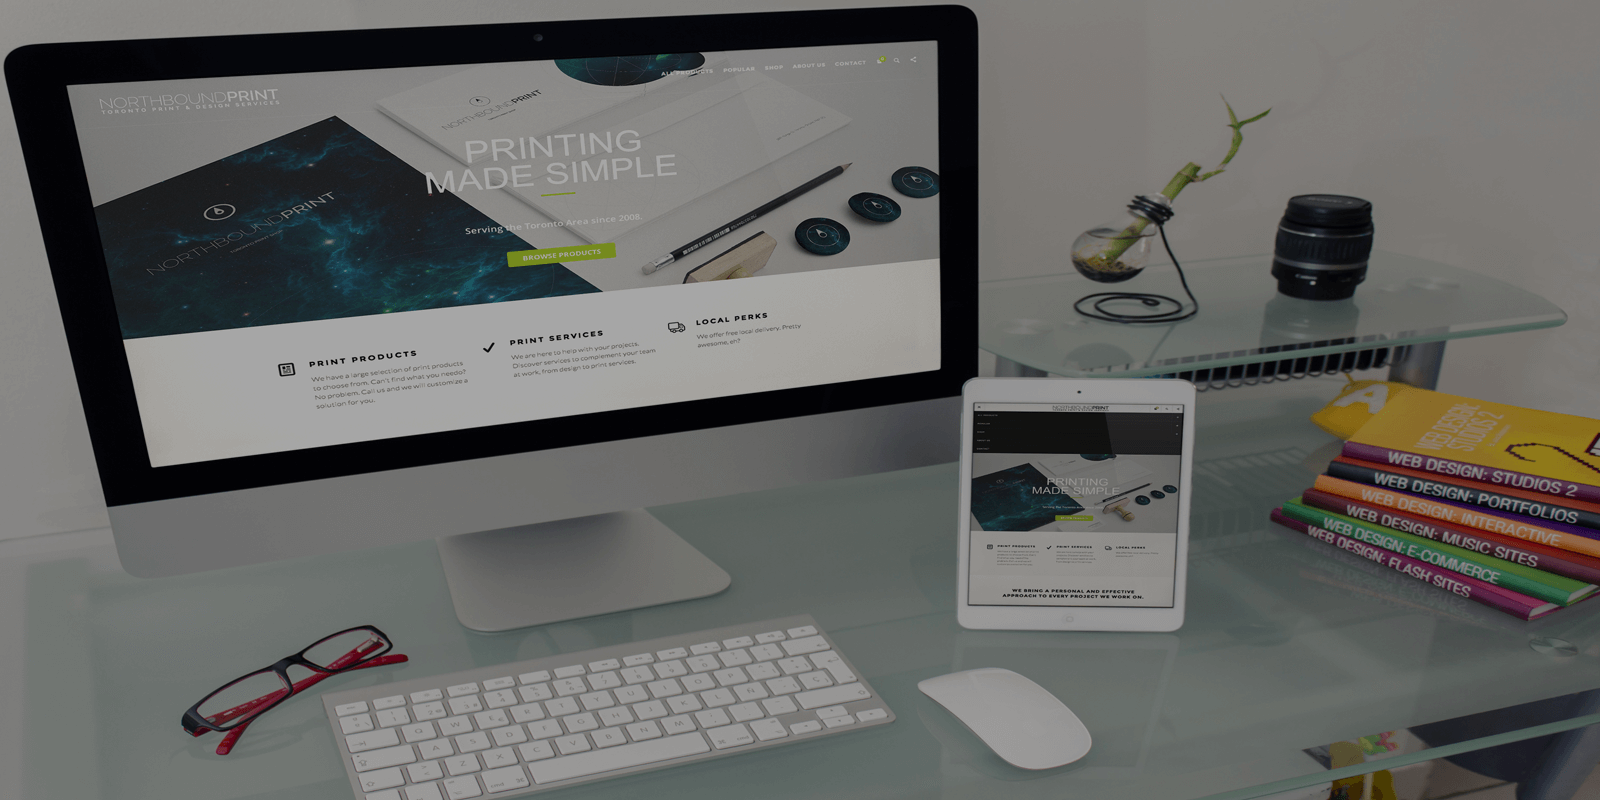 ALL PRODUCTS POPULAR SHOP ABOUT US CONTACT
NORTHBOUNDPRINT
TORONTO PRINT & DESIGN SERVICES
NORTHBOUNDPRINT
PRINTING
MADE SIMPLE
Serving the Toronto Area since 2008.
BROWSE PRODUCTS
NORTHBOUNDPRINT
PRINT PRODUCTS
We have a large selection of print products
to choose from. Can't find what you needo?
No problem. Call us and we will customize a
solution for you.
PRINT SERVICES
We are here to help with your projects.
Discover services to complement your team
at work, from design to print services.
LOCAL PERKS
We offer free local delivery. Pretty
awesome, eh?
NORTHBOUNDPRINT
PRINTING
MADE SIMPLE
PRINT PRODUCTS
PRINT SERVICES
LOCAL PERKS
WE BRING A PERSONAL AND EFFECTIVE
APPROACH TO EVERY PROJECT WE WORK ON.
Canon
A
WEB DESIGN:
STUDIOS 2
WEB DESIGN: STUDIOS 2
WEB DESIGN: PORTFOLIOS
WEB DESIGN: INTERACTIVE
WEB DESIGN: MUSIC SITES
WEB DESIGN: E-COMMERCE
WEB DESIGN: FLASH SITES
Q W E R T Y U I O P
A S D F G H J K L Ñ
Z X C V B N M